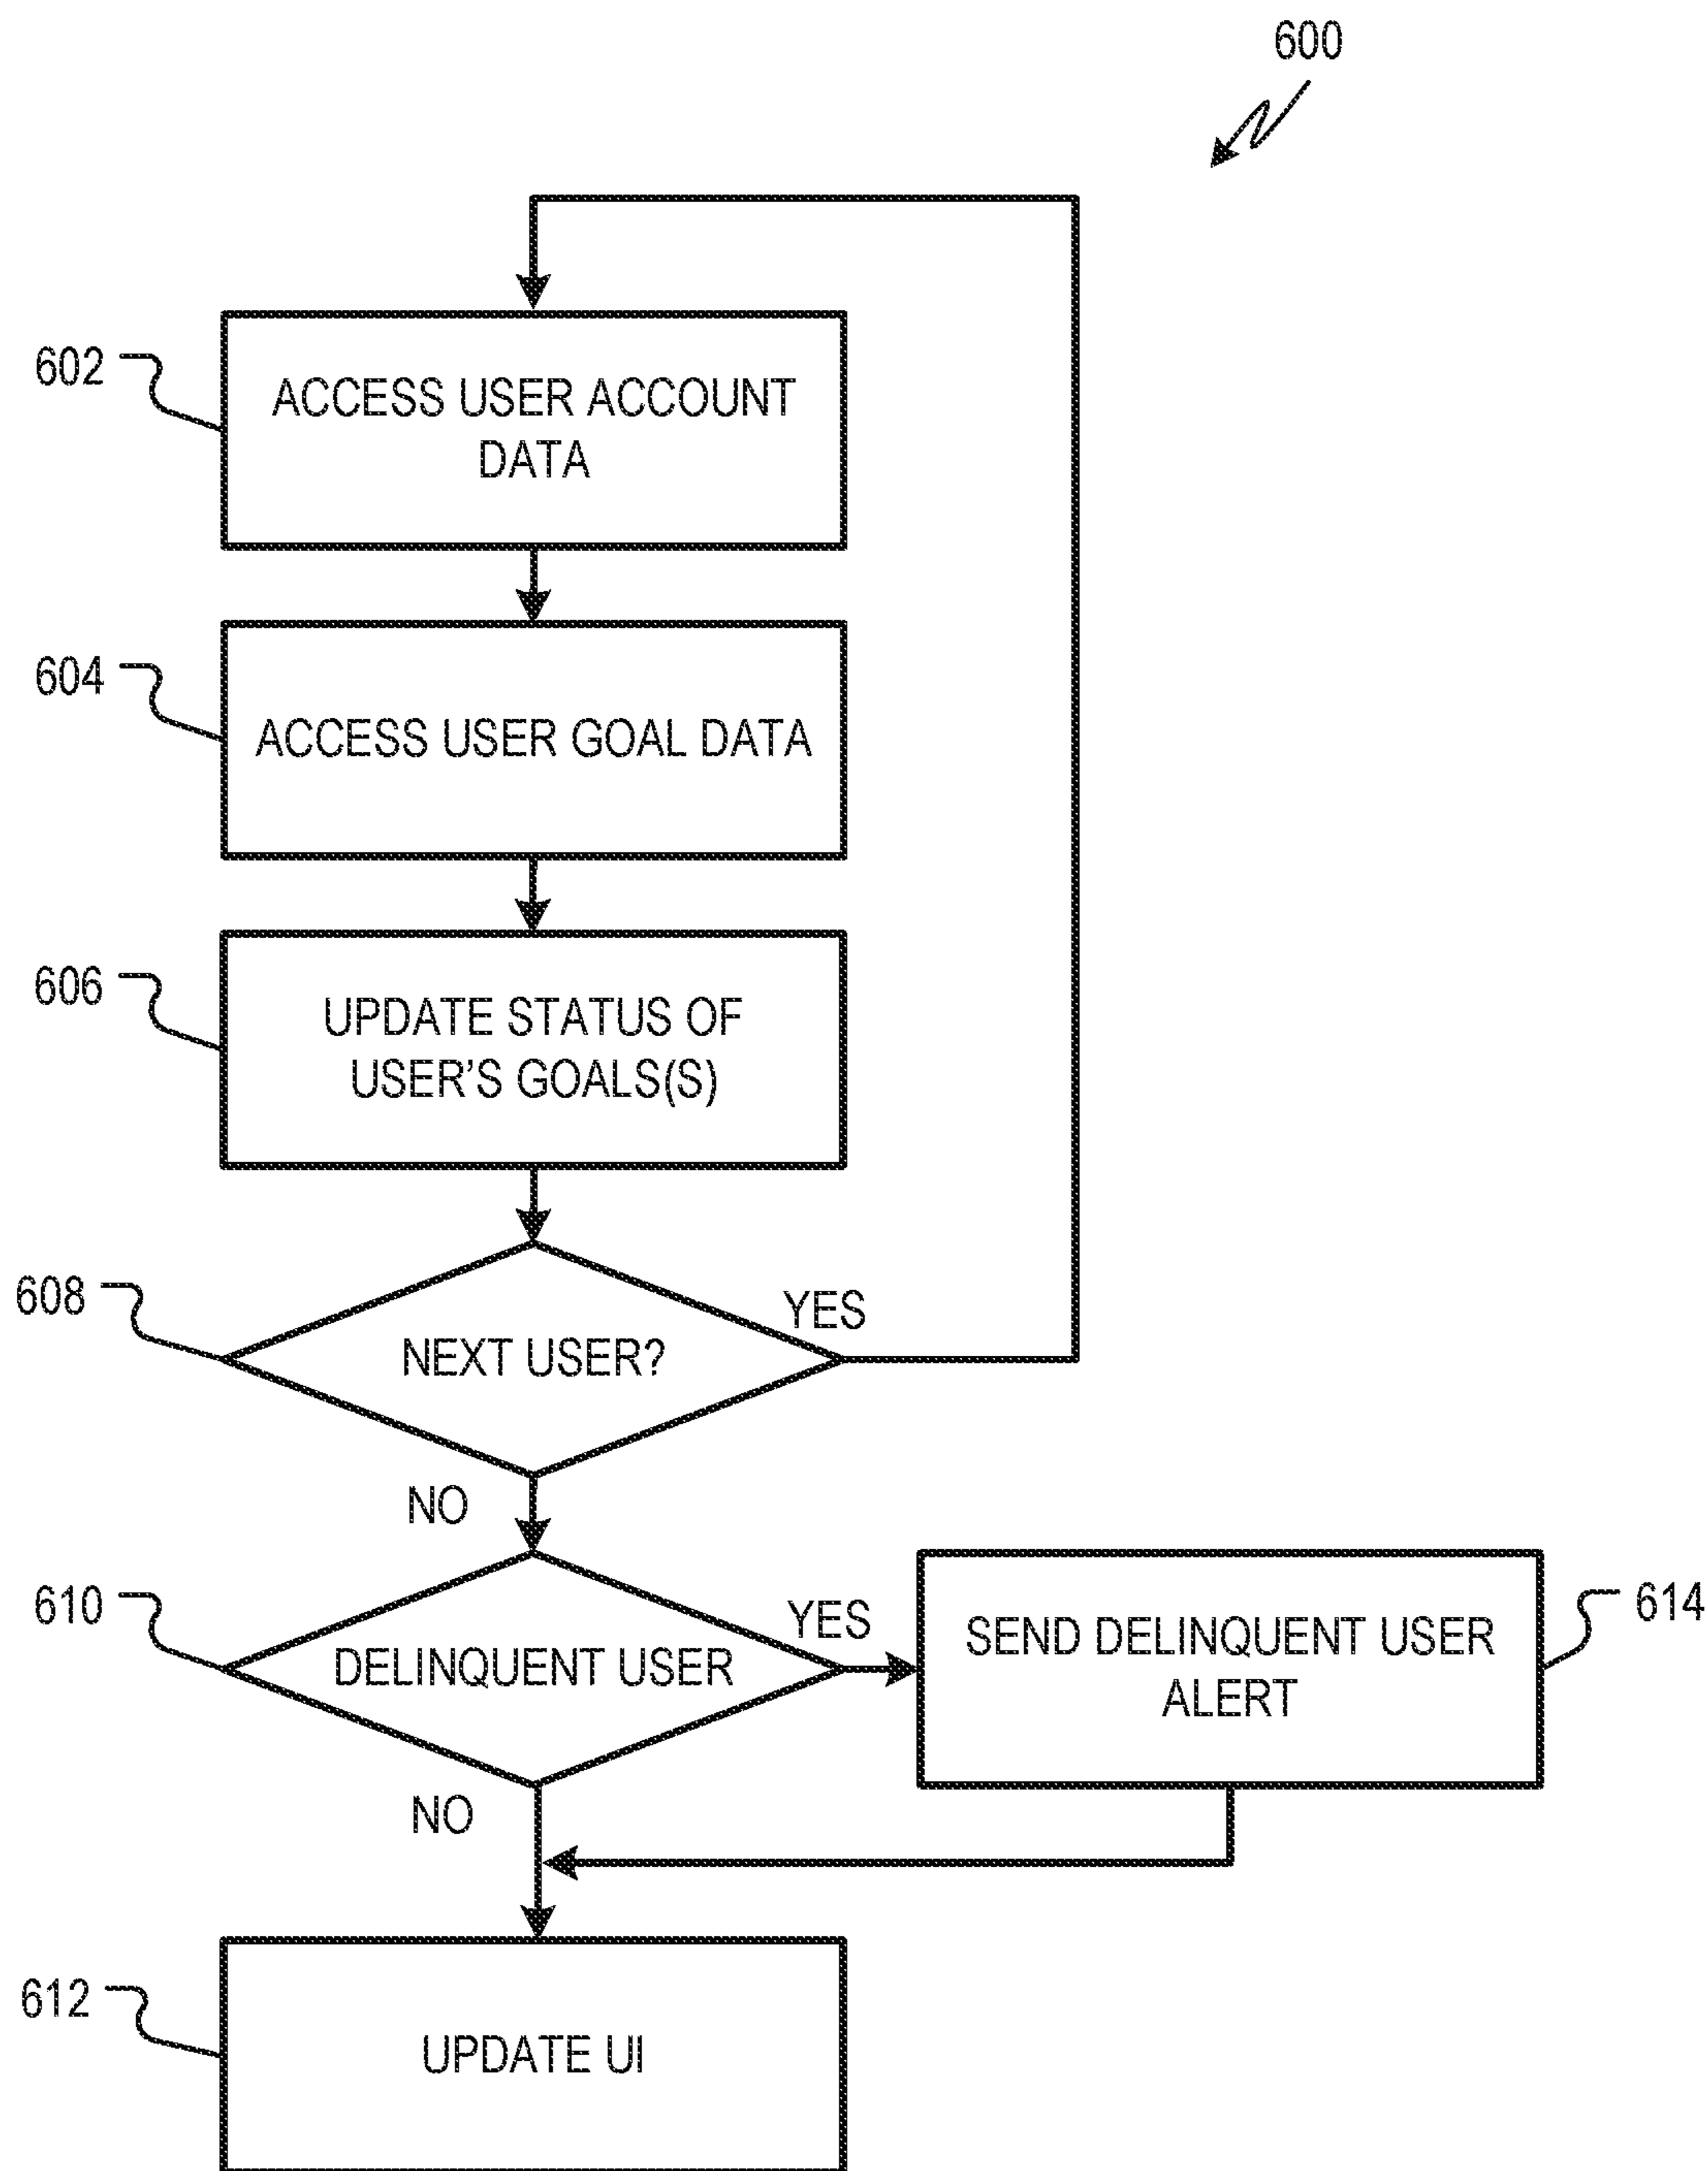 600
602
ACCESS USER ACCOUNT
DATA
604
ACCESS USER GOAL DATA
606
UPDATE STATUS OF
USER'S GOALS(S)
608
NEXT USER?
YES
NO
610
DELINQUENT USER
YES
SEND DELINQUENT USER
ALERT
614
NO
612
UPDATE UI